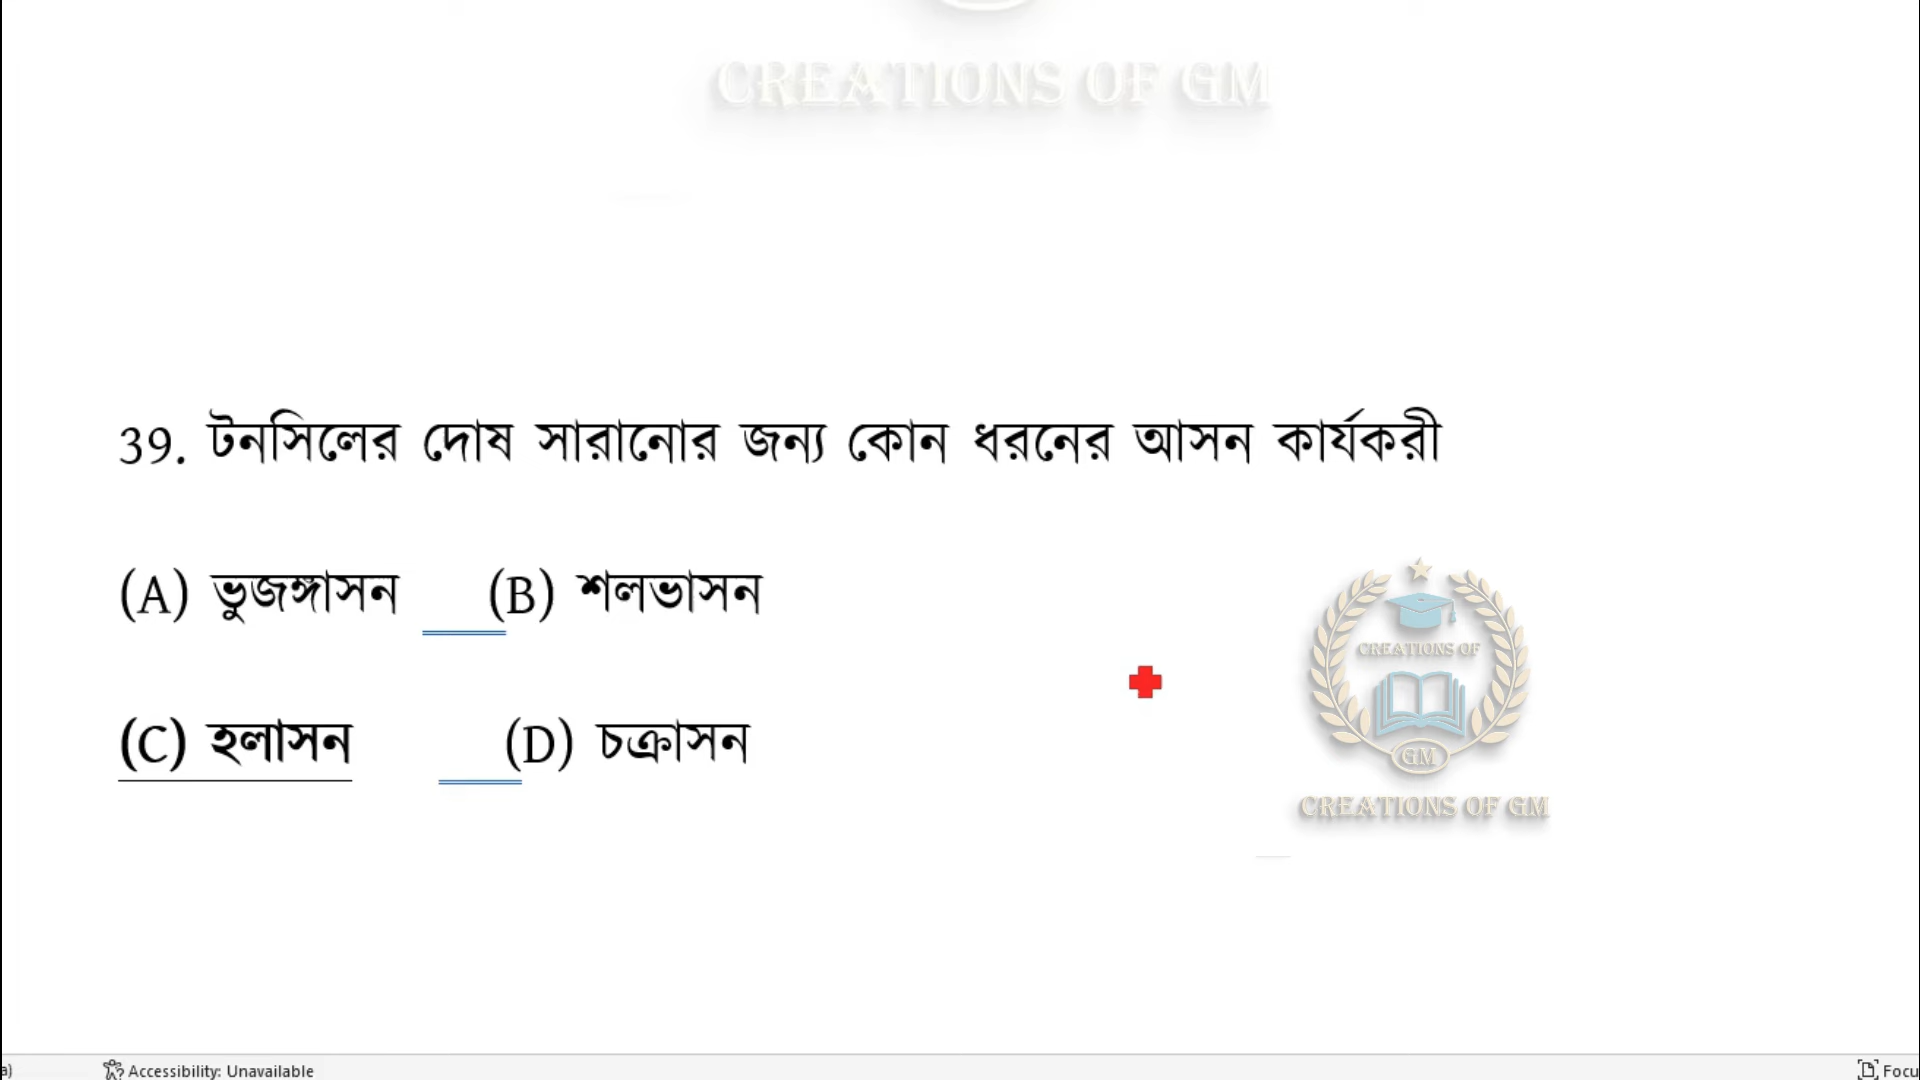 CREATIONS OF GM
39. টনসিলের দোষ সারানোর জন্য কোন ধরনের আসন কার্যকরী
(A) ভুজঙ্গাসন (B) শলভাসন
(C) হলাসন (D) চক্রাসন
CREATIONS OF
GM
CREATIONS OF GM
a) Accessibility: Unavailable Focu